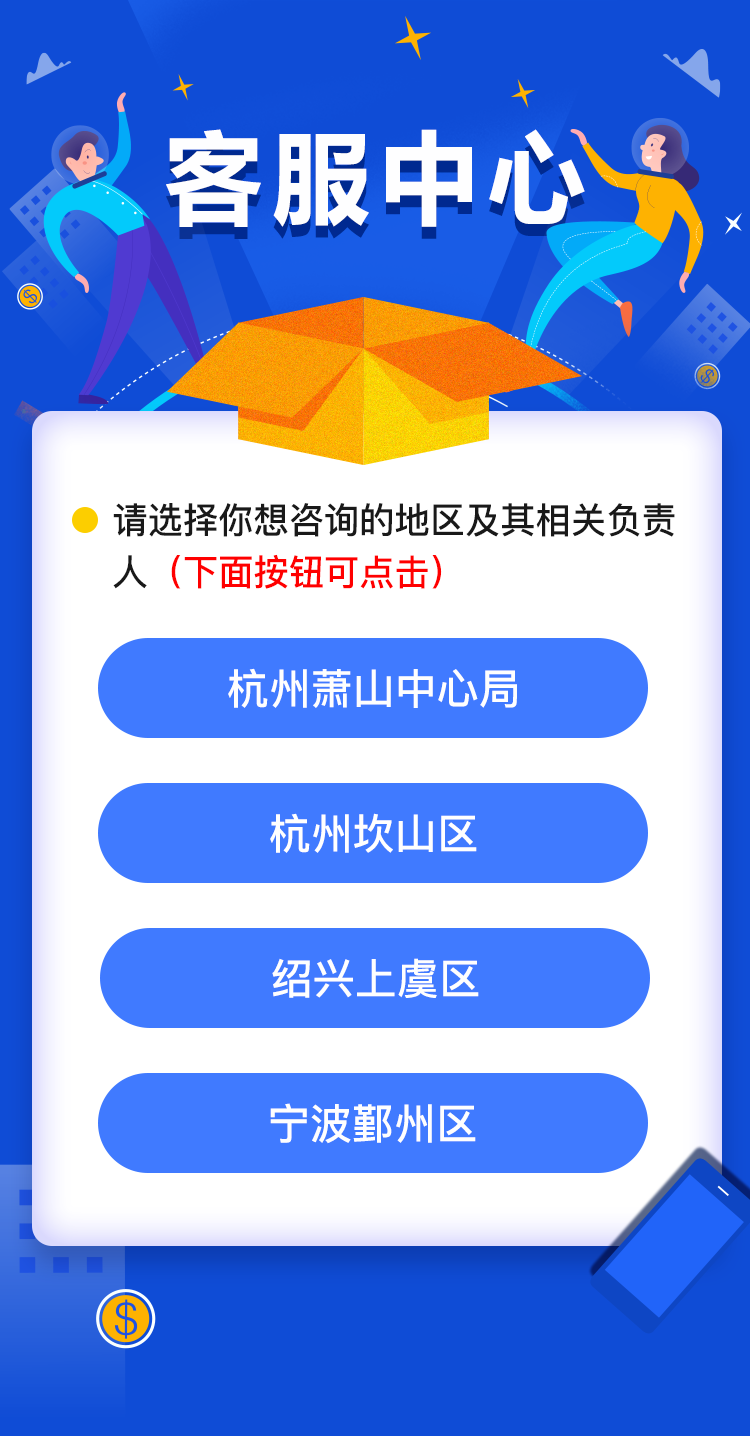 客服中心
请选择你想咨询的地区及其相关负责
人（下面按钮可点击）
杭州萧山中心局
杭州坎山区
绍兴上虞区
宁波鄞州区
$